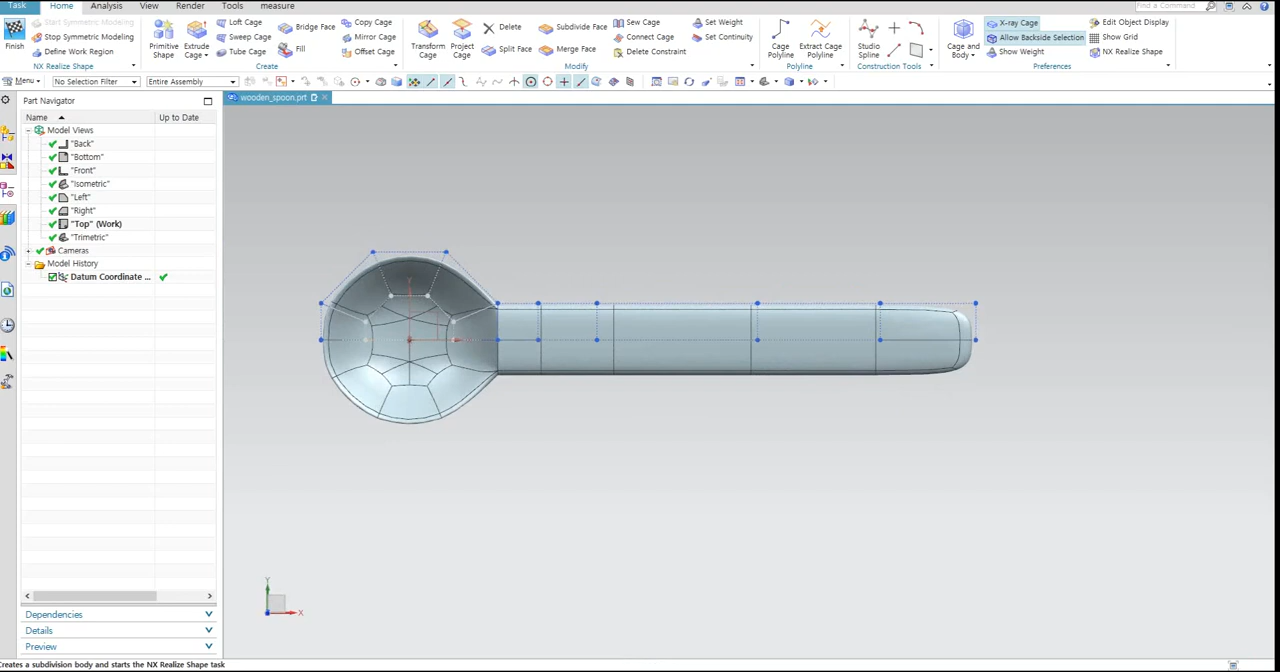 Task Home Analysis View Render Tools measure
Find a Command
Finish
Start Symmetric Modeling
Stop Symmetric Modeling
Define Work Region
NX Realize Shape
Primitive Shape
Extrude Cage
Loft Cage
Sweep Cage
Tube Cage
Bridge Face
Fill
Copy Cage
Mirror Cage
Offset Cage
Create
Transform Cage
Project Cage
Delete
Split Face
Subdivide Face
Merge Face
Sew Cage
Connect Cage
Delete Constraint
Set Weight
Set Continuity
Modify
Cage Polyline
Extract Cage Polyline
Polyline
Studio Spline
Construction Tools
Cage and Body
X-ray Cage
Allow Backside Selection
Show Weight
Edit Object Display
Show Grid
NX Realize Shape
Preferences
Menu
No Selection Filter
Entire Assembly
Part Navigator
wooden_spoon.prt
Name Up to Date
Model Views
"Back"
"Bottom"
"Front"
"Isometric"
"Left"
"Right"
"Top" (Work)
"Trimetric"
Cameras
Model History
Datum Coordinate ...
Y
X
Y
X
Dependencies
Details
Preview
Creates a subdivision body and starts the NX Realize Shape task